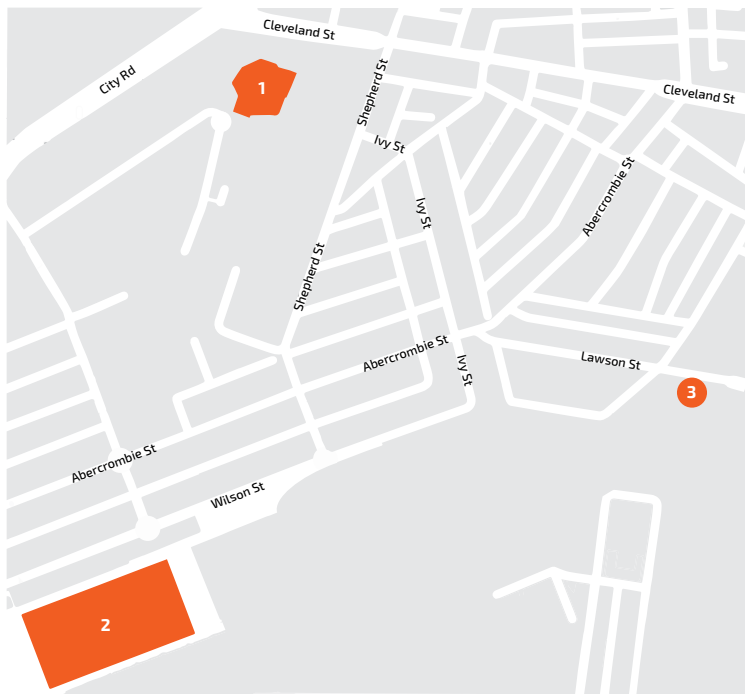 Cleveland St
City Rd
1
Shepherd St
Cleveland St
Ivy St
Abercrombie St
Ivy St
Shepherd St
Abercrombie St
Lawson St
Ivy St
3
Abercrombie St
Wilson St
2